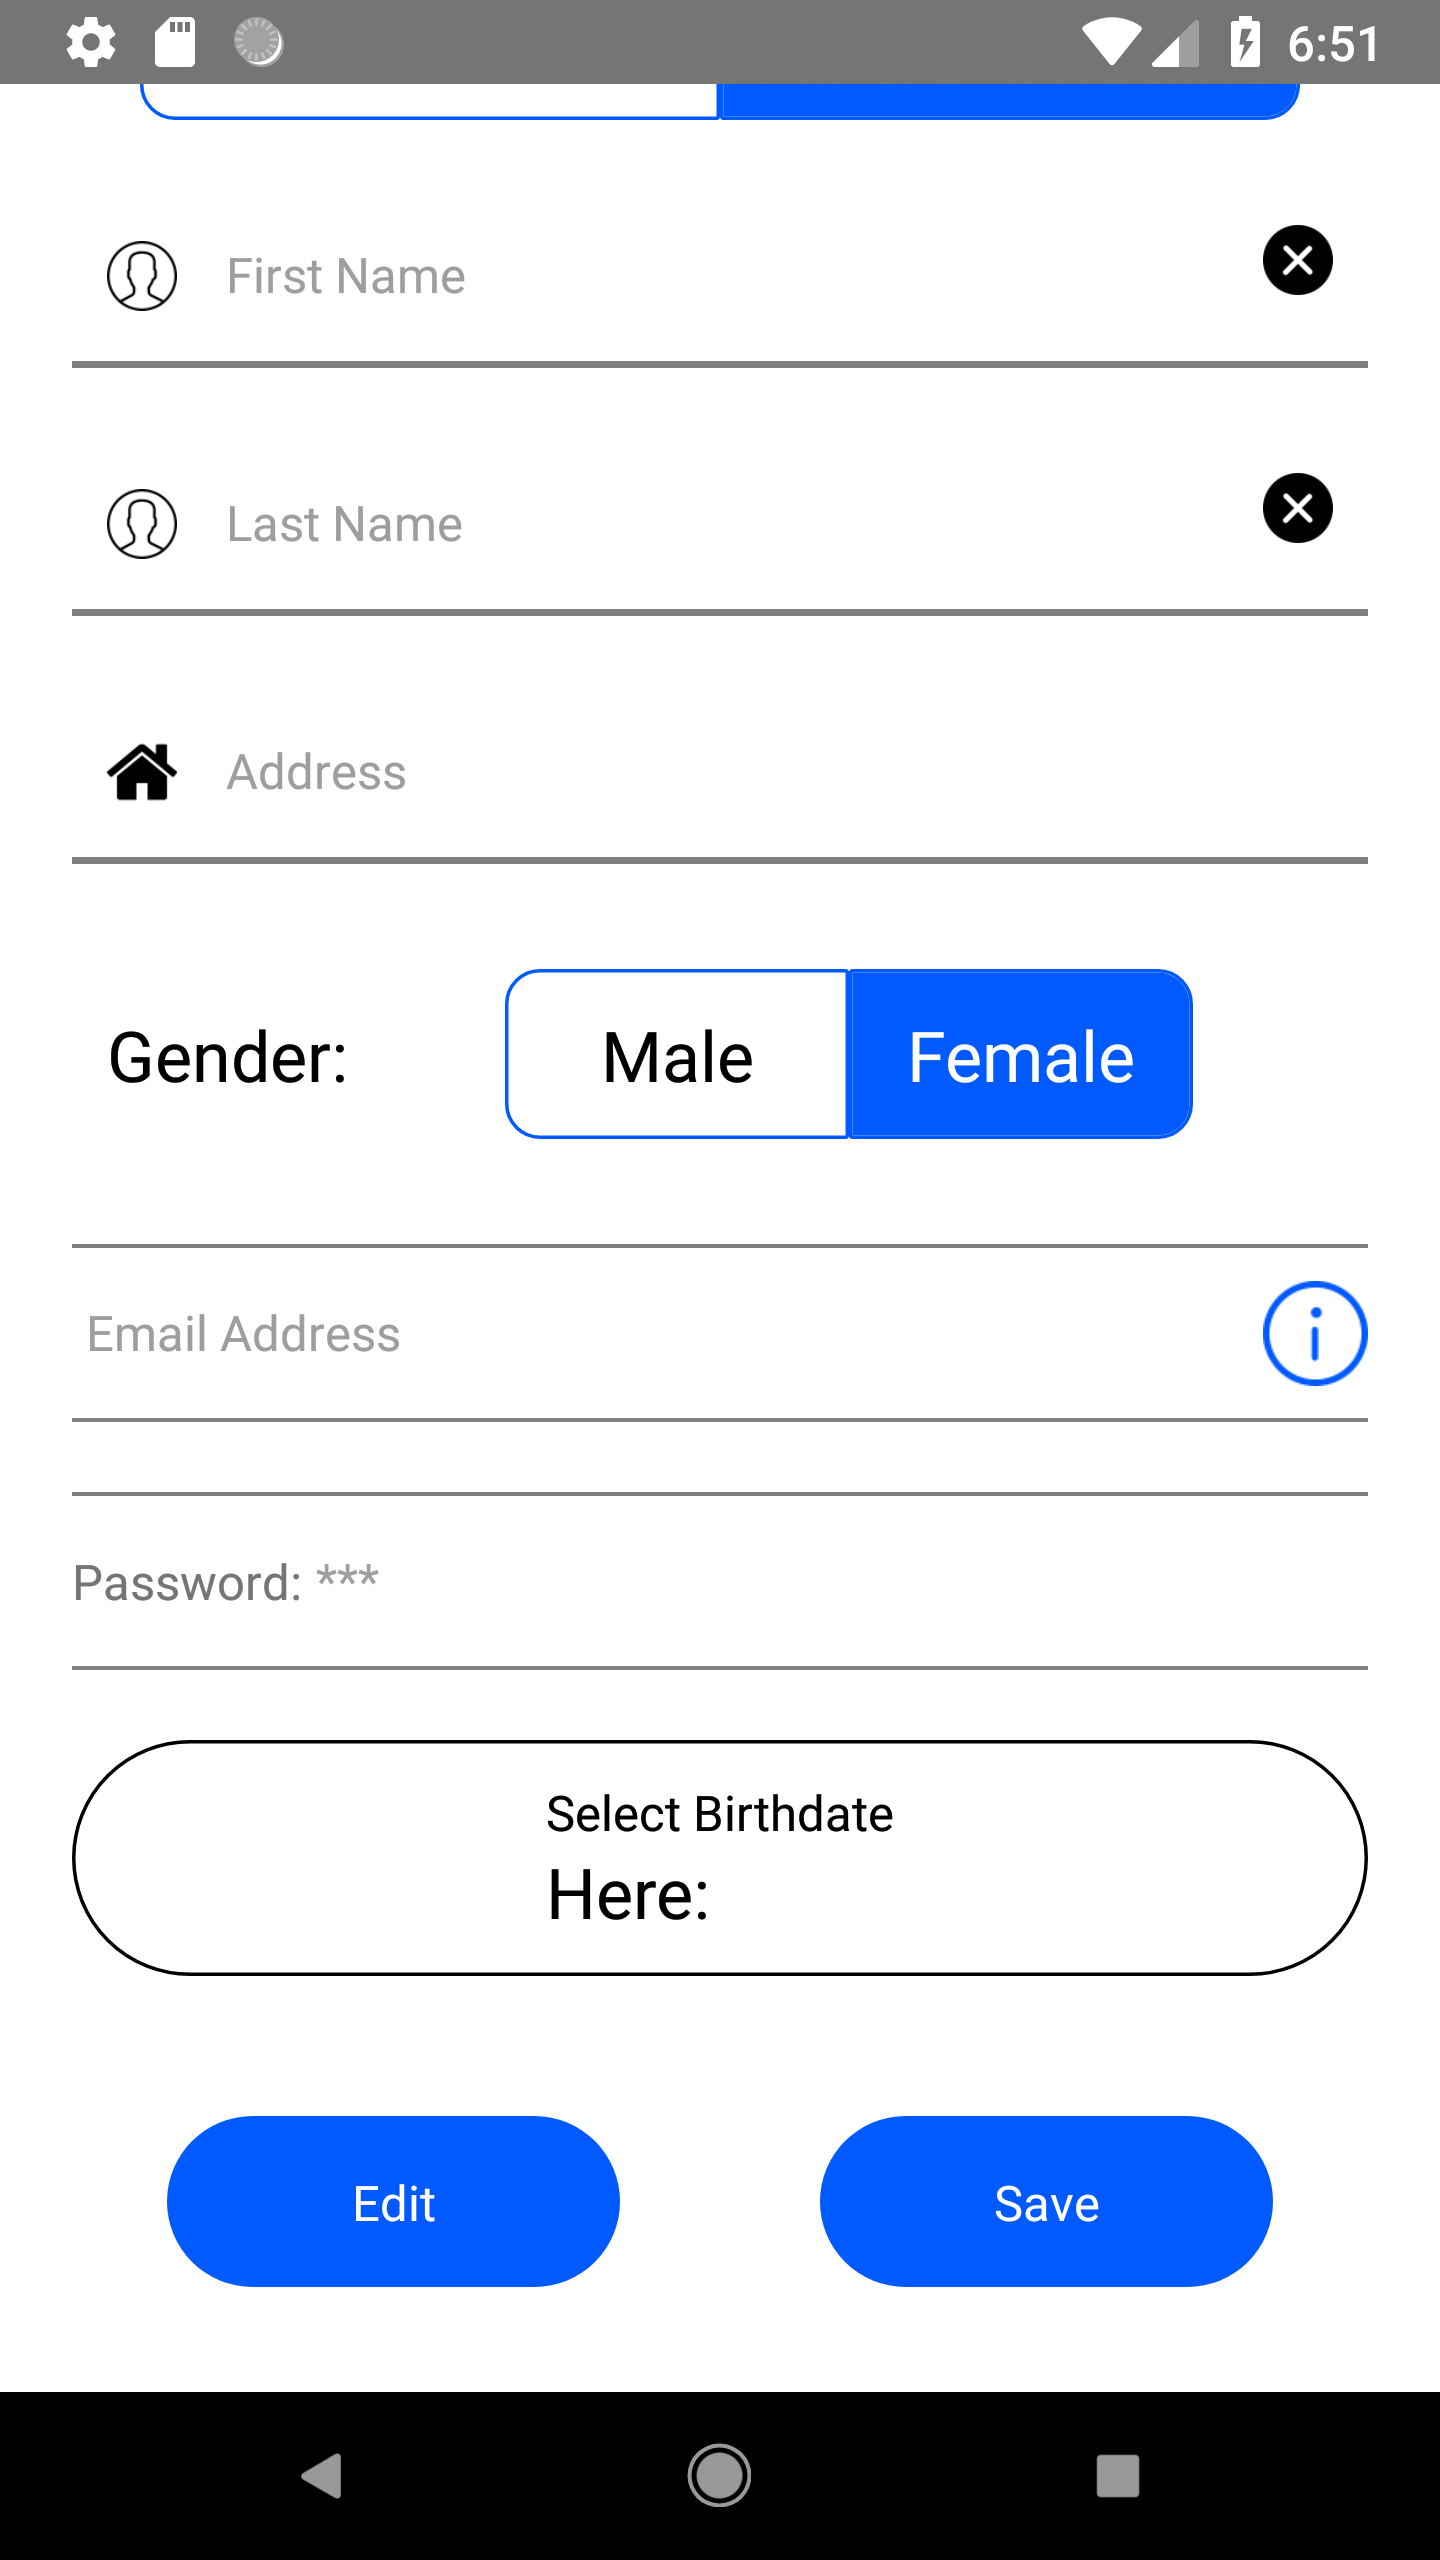 6:51
First Name
Last Name
Address
Gender: Male Female
Email Address
Password: ***
Select Birthdate
Here:
Edit Save